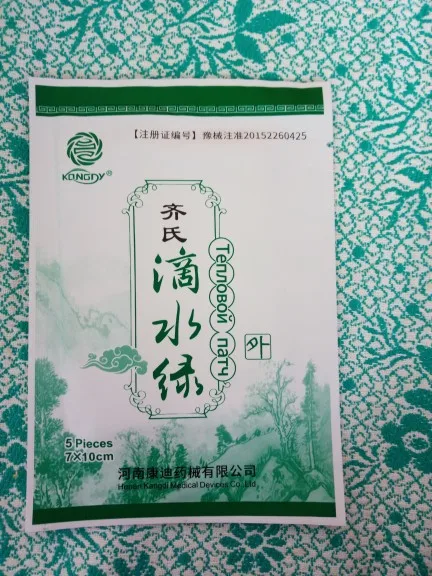 【注册证编号】豫械注准20152260425
KONGDY®
齐氏
滴水绿
Тепловой патч
外
5 Pieces
7×10cm
河南康迪药械有限公司
Henan Kangdi Medical Devices Co. Ltd